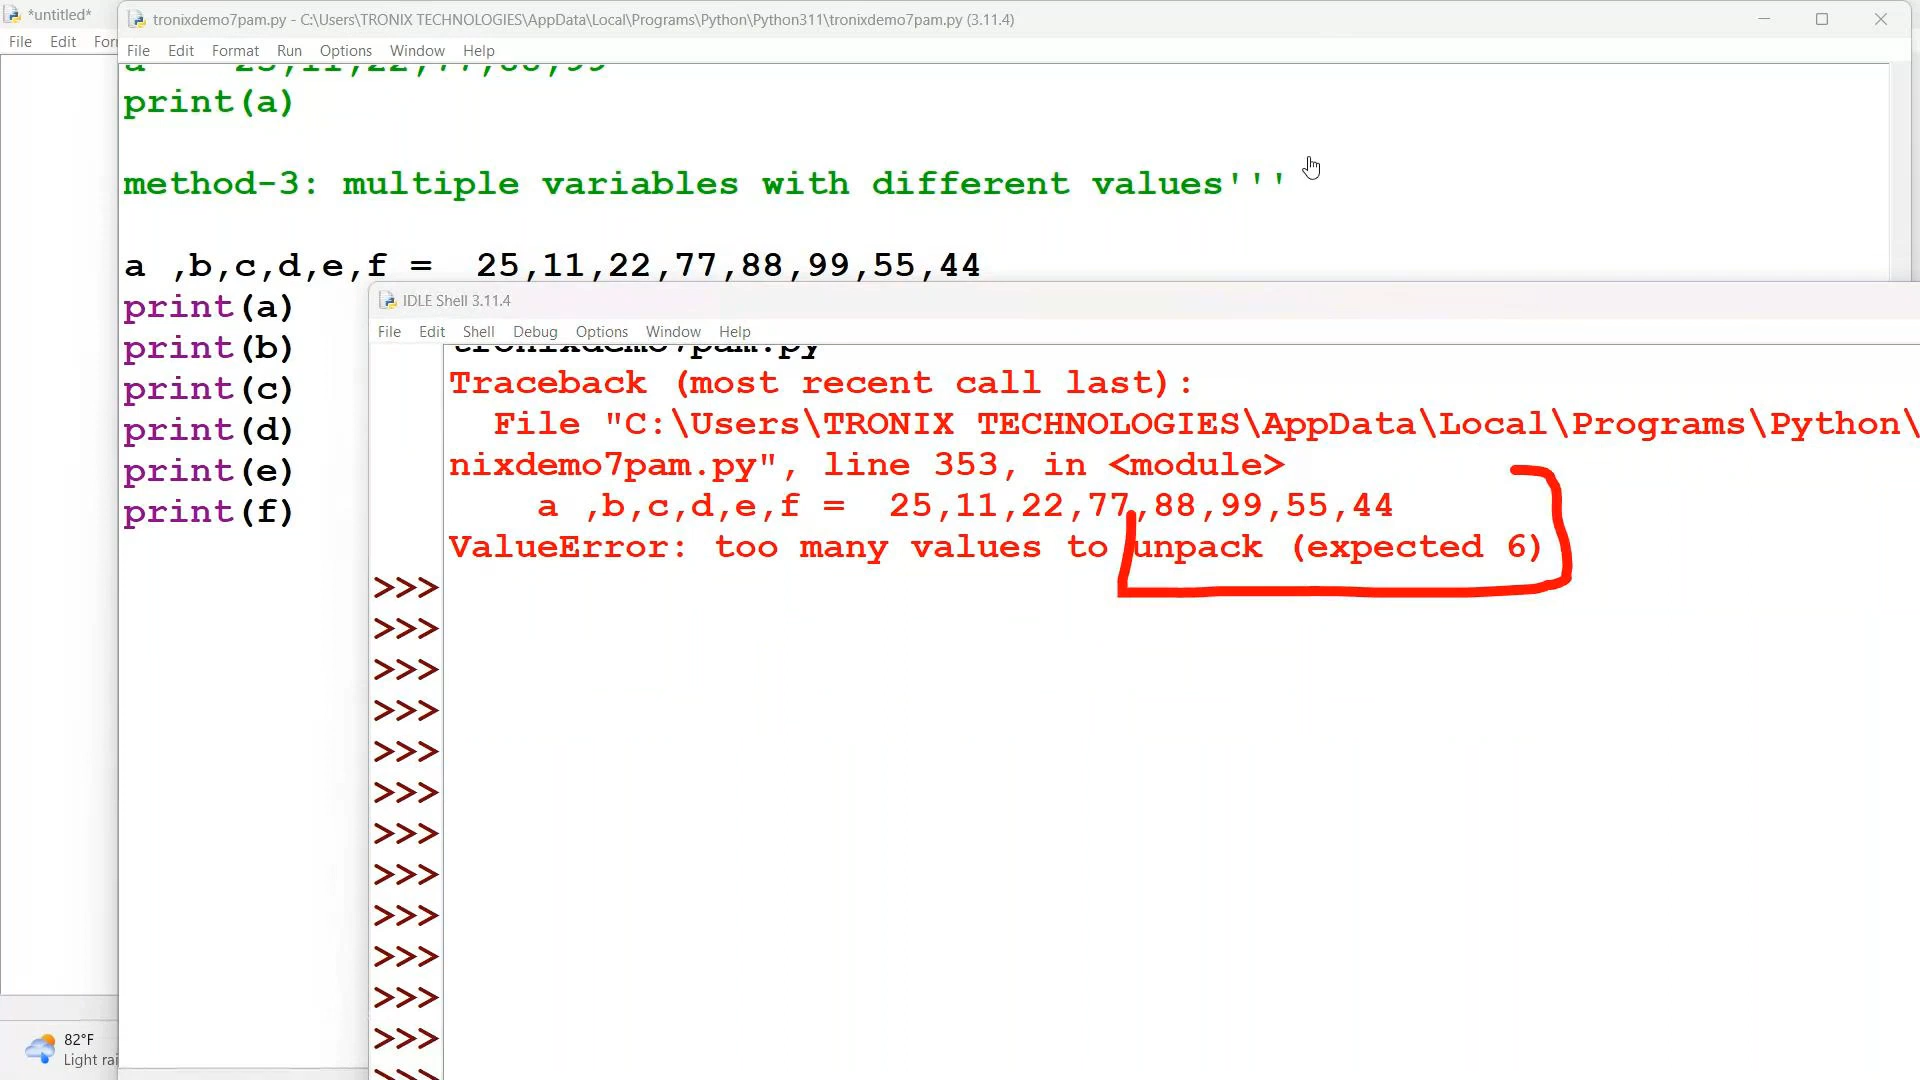 *untitled*
File Edit
tronixdemo7pam.py - C:\Users\TRONIX TECHNOLOGIES\AppData\Local\Programs\Python\Python311\tronixdemo7pam.py (3.11.4)
File Edit Format Run Options Window Help
print(a)
method-3: multiple variables with different values'''
a ,b,c,d,e,f =  25,11,22,77,88,99,55,44
print(a)
print(b)
print(c)
print(d)
print(e)
print(f)
IDLE Shell 3.11.4
File Edit Shell Debug Options Window Help
tronixdemo7pam.py
Traceback (most recent call last):
  File "C:\Users\TRONIX TECHNOLOGIES\AppData\Local\Programs\Python\
nixdemo7pam.py", line 353, in <module>
    a ,b,c,d,e,f =  25,11,22,77,88,99,55,44
ValueError: too many values to unpack (expected 6)
>>>
>>>
>>>
>>>
>>>
>>>
>>>
>>>
>>>
>>>
>>>
>>>
>>>
82°F
Light rai